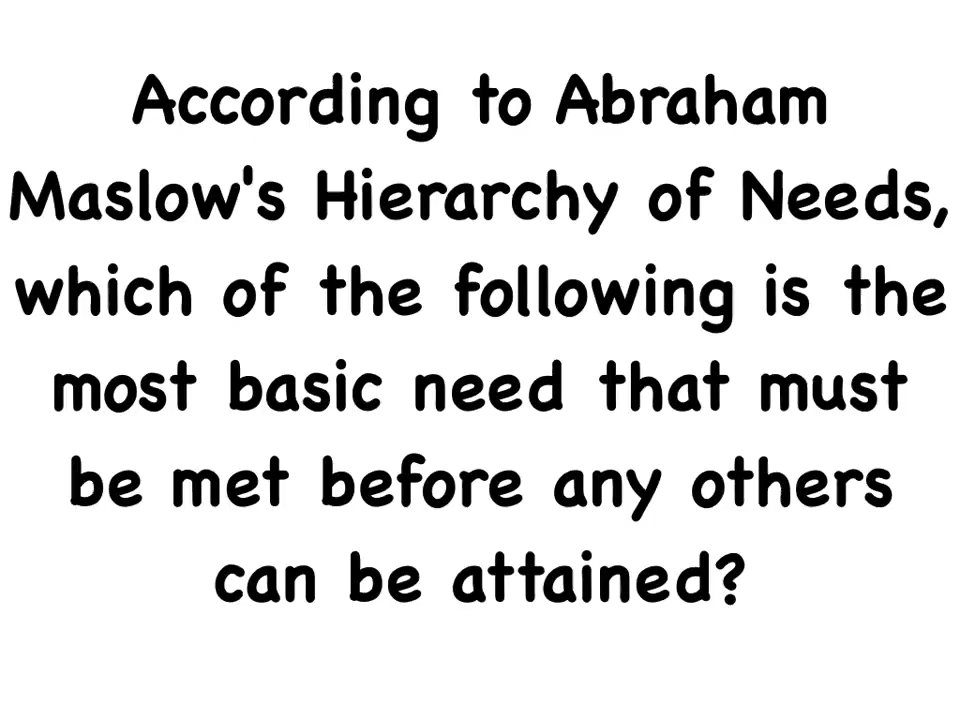 According to Abraham
Maslow's Hierarchy of Needs,
which of the following is the
most basic need that must
be met before any others
can be attained?